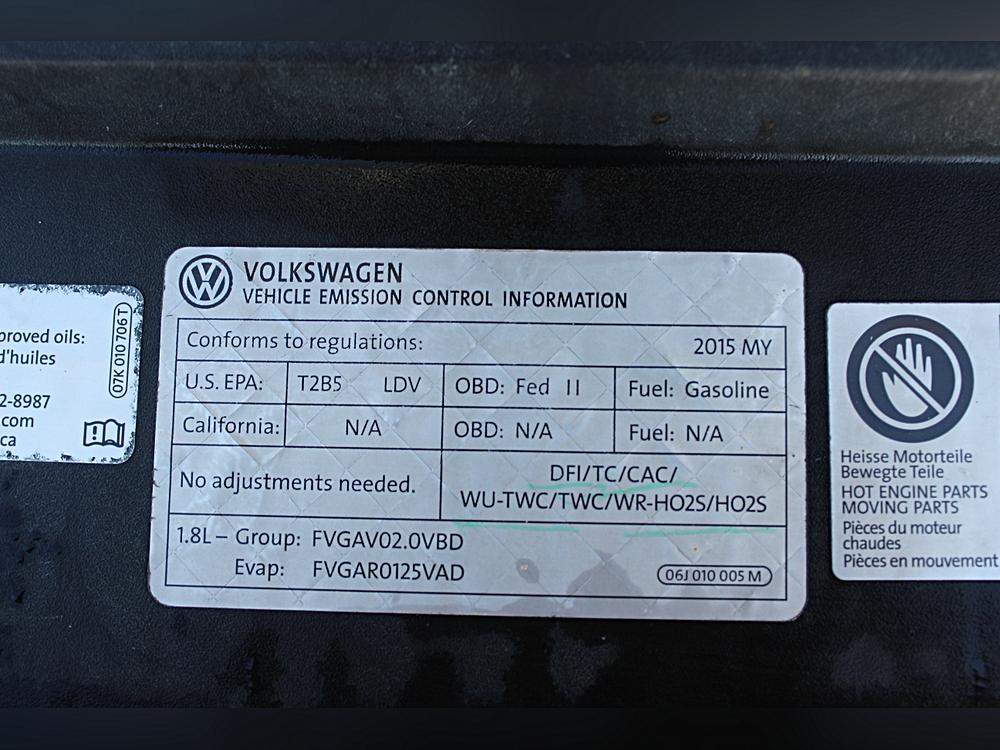 proved oils:
d'huiles
2-8987
.com
ca
07K 010 706 T
VOLKSWAGEN
VEHICLE EMISSION CONTROL INFORMATION
Conforms to regulations: 2015 MY
U.S. EPA: T2B5 LDV OBD: Fed II Fuel: Gasoline
California: N/A OBD: N/A Fuel: N/A
No adjustments needed.
DFI/TC/CAC/
WU-TWC/TWC/WR-HO2S/HO2S
1.8L – Group: FVGAV02.0VBD
Evap: FVGAR0125VAD
06J 010 005 M
Heisse Motorteile
Bewegte Teile
HOT ENGINE PARTS
MOVING PARTS
Pièces du moteur
chaudes
Pièces en mouvement